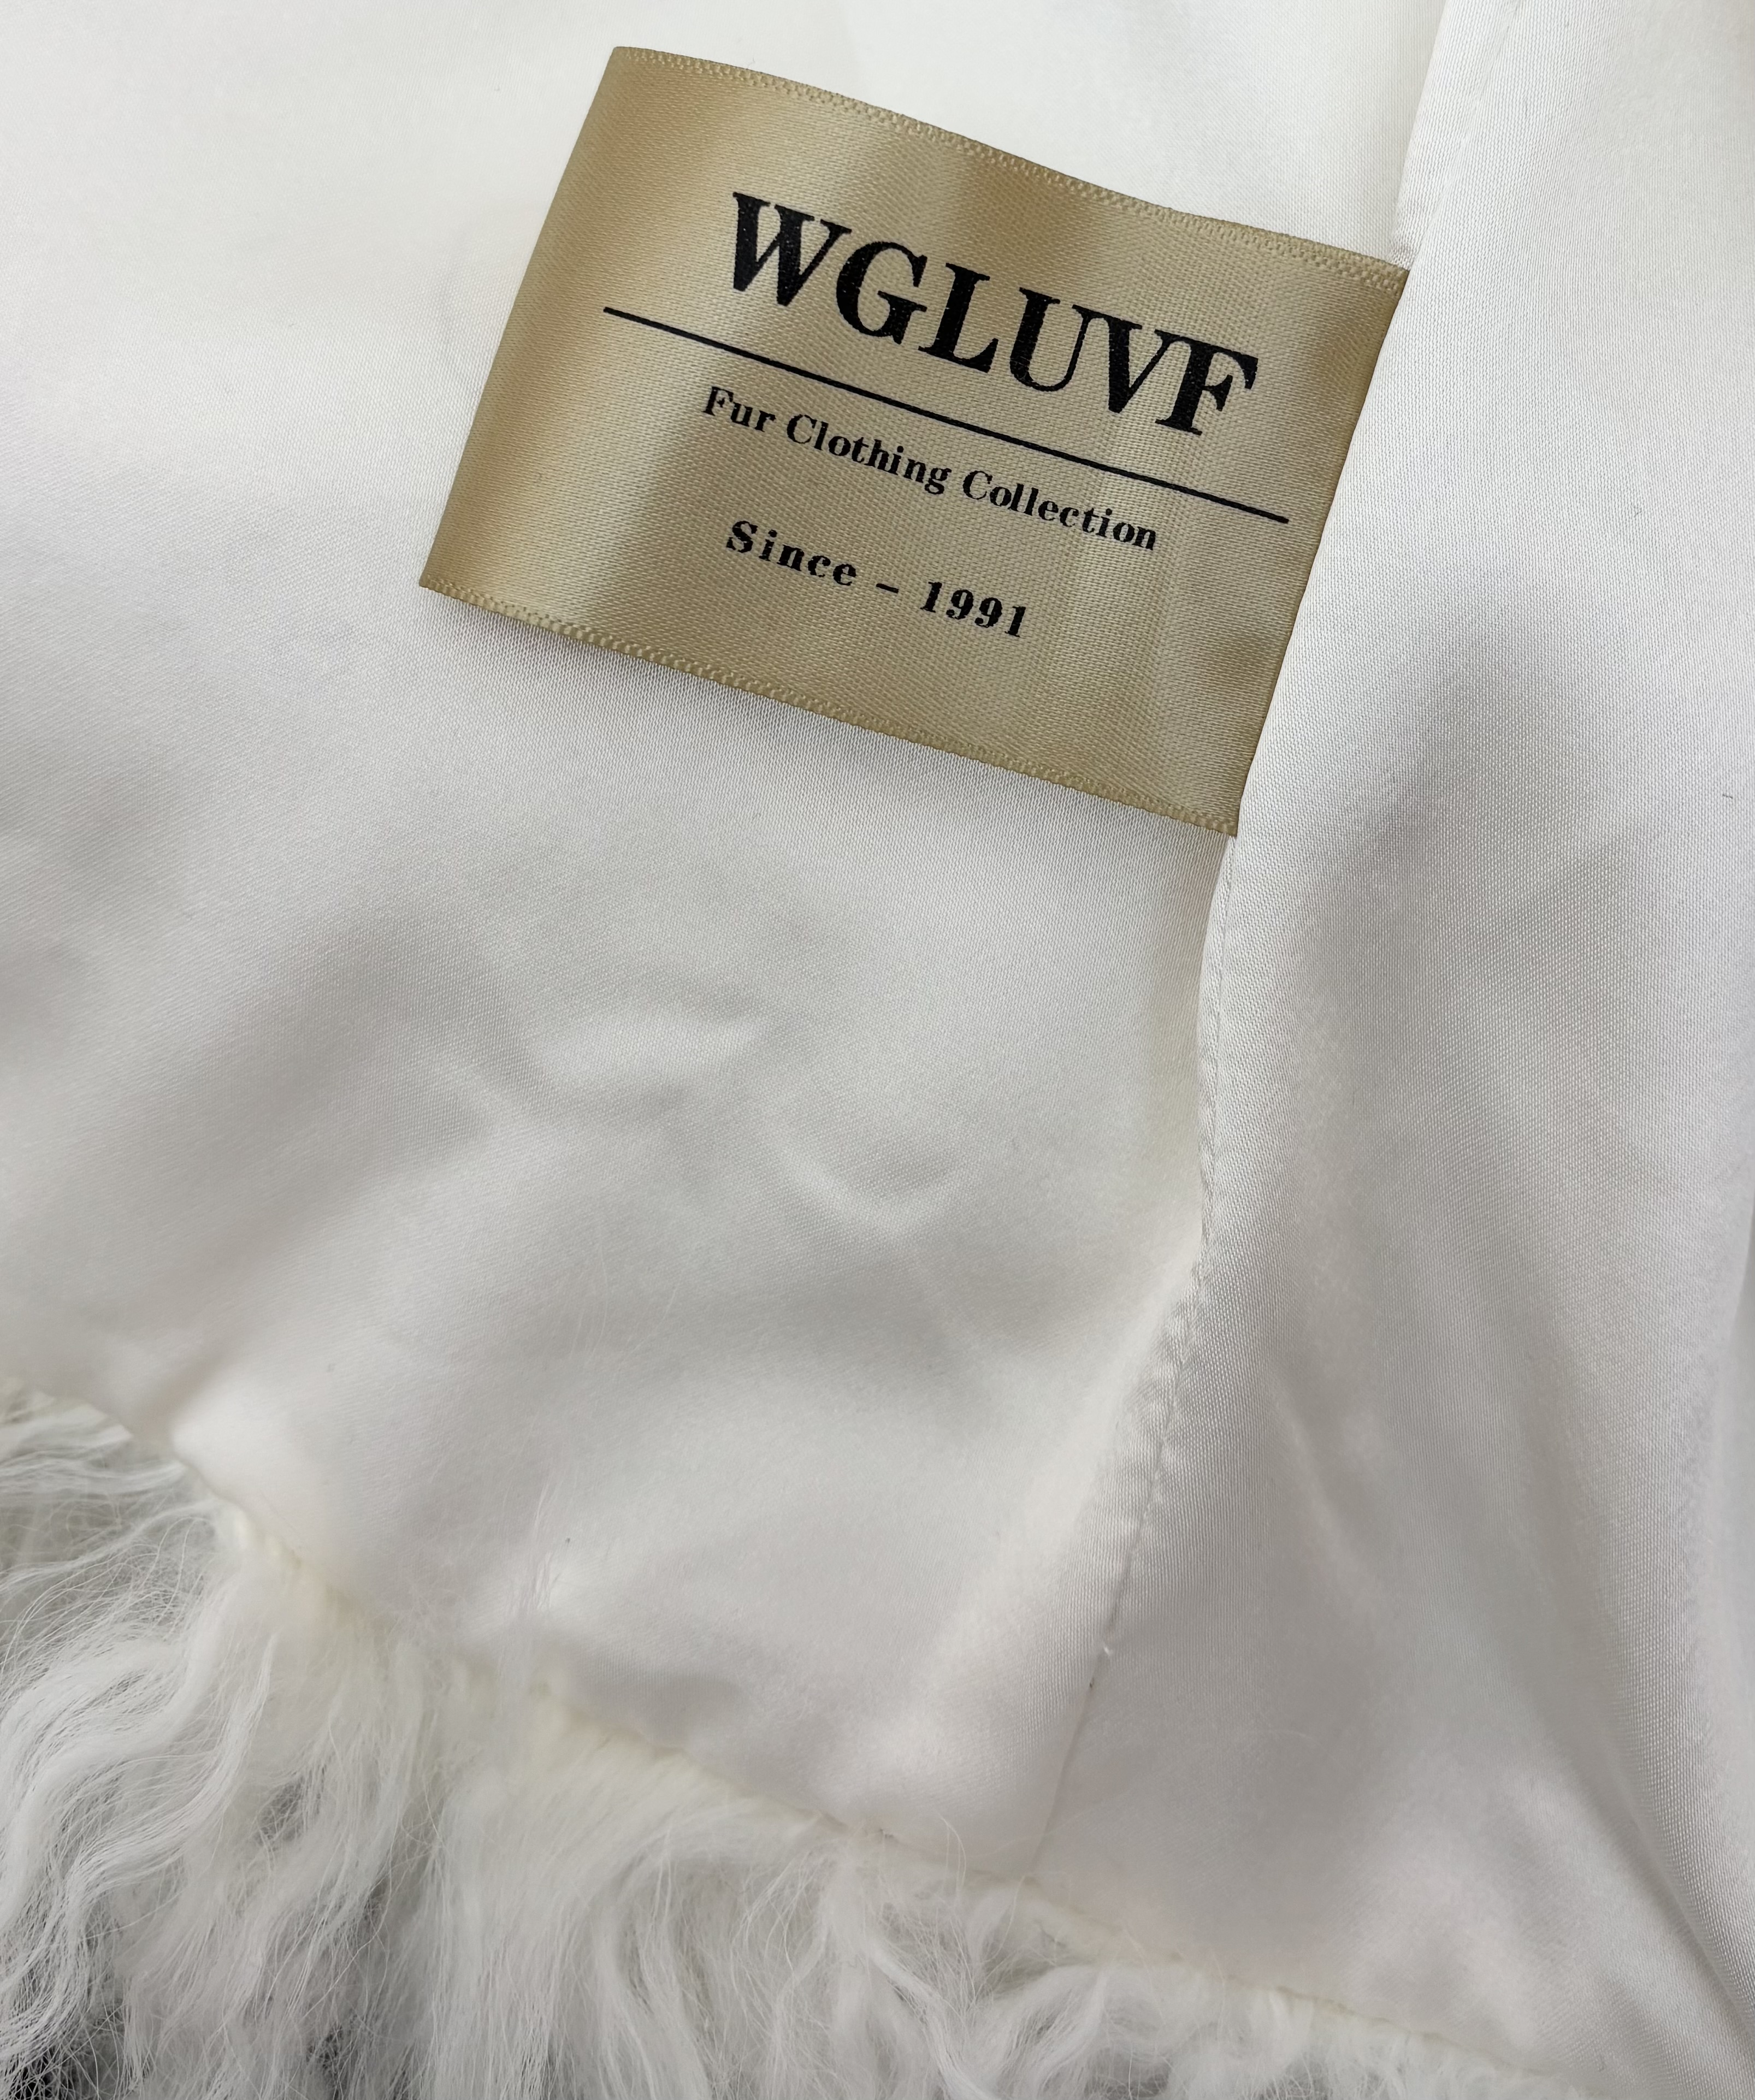 WGLUVF
Fur Clothing Collection
Since – 1991